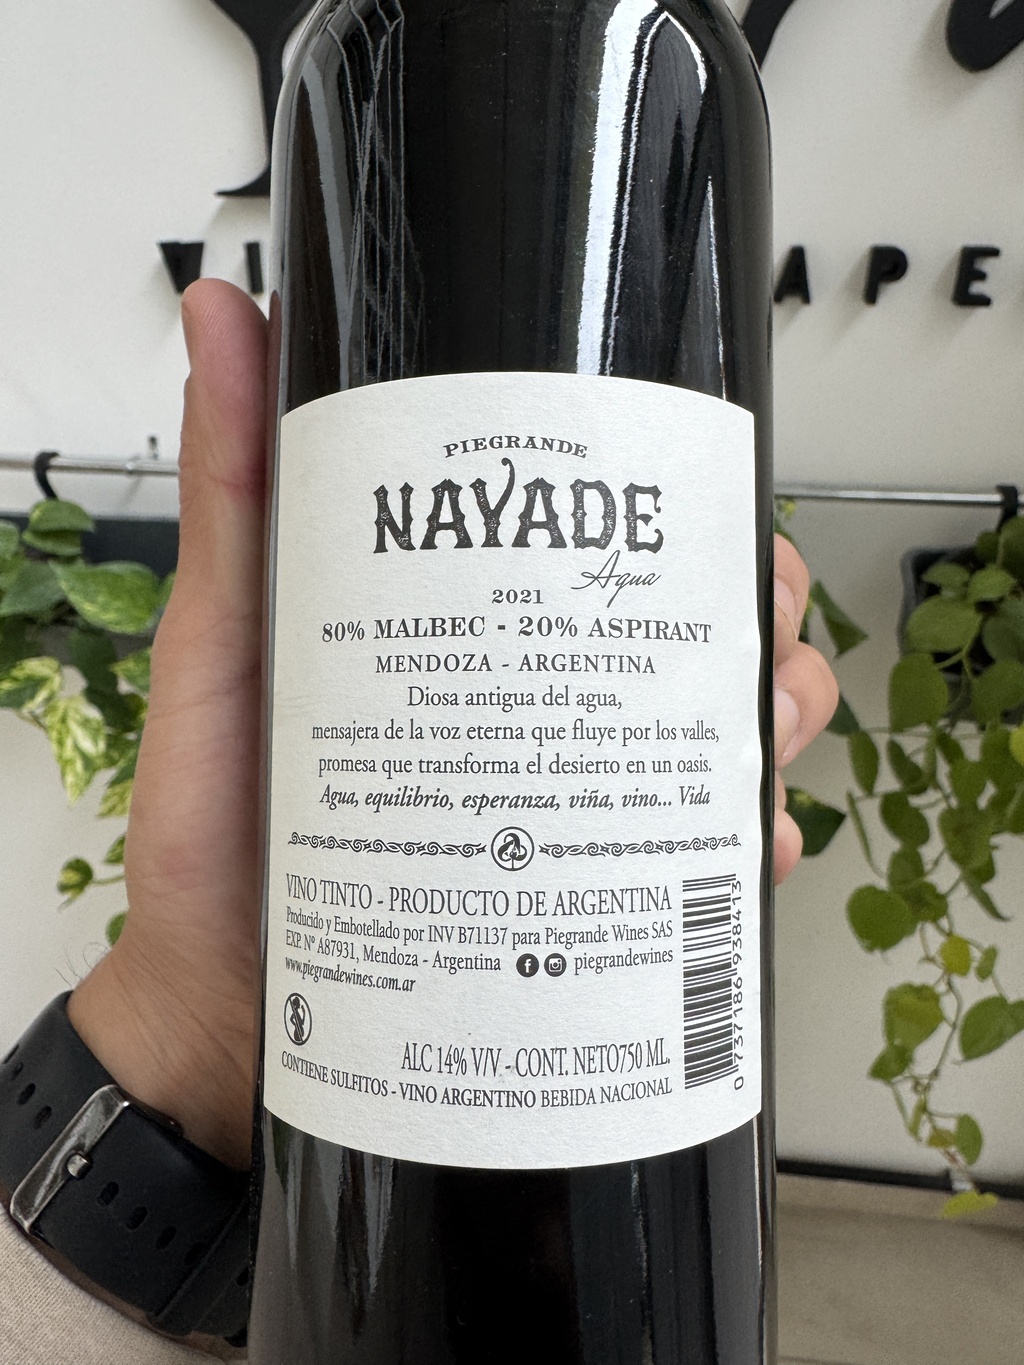 VI
APE
PIEGRANDE
NAYADE
Agua
2021
80% MALBEC - 20% ASPIRANT
MENDOZA - ARGENTINA
Diosa antigua del agua,
mensajera de la voz eterna que fluye por los valles,
promesa que transforma el desierto en un oasis.
Agua, equilibrio, esperanza, viña, vino... Vida
VINO TINTO - PRODUCTO DE ARGENTINA
Producido y Embotellado por INV B71137 para Piegrande Wines SAS
EXP. Nº A87931, Mendoza - Argentina piegrandewines
www.piegrandewines.com.ar
ALC 14% V/V - CONT. NETO750 ML.
CONTIENE SULFITOS - VINO ARGENTINO BEBIDA NACIONAL
0 737186 938413